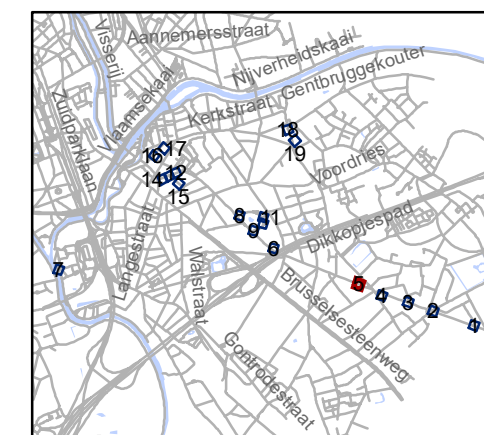 Aannemersstraat
Visserij
Nijverheidskaai
Gentbruggekouter
Vlaamsekaai
Zuidparklaan
Kerkstraat
18
19
17
16
Voordries
12
14
15
8
11
9
Langestraat
Dikkopjespad
6
7
Walstraat
Brusselsesteenweg
5
4
3
2
1
Gontrodestraat